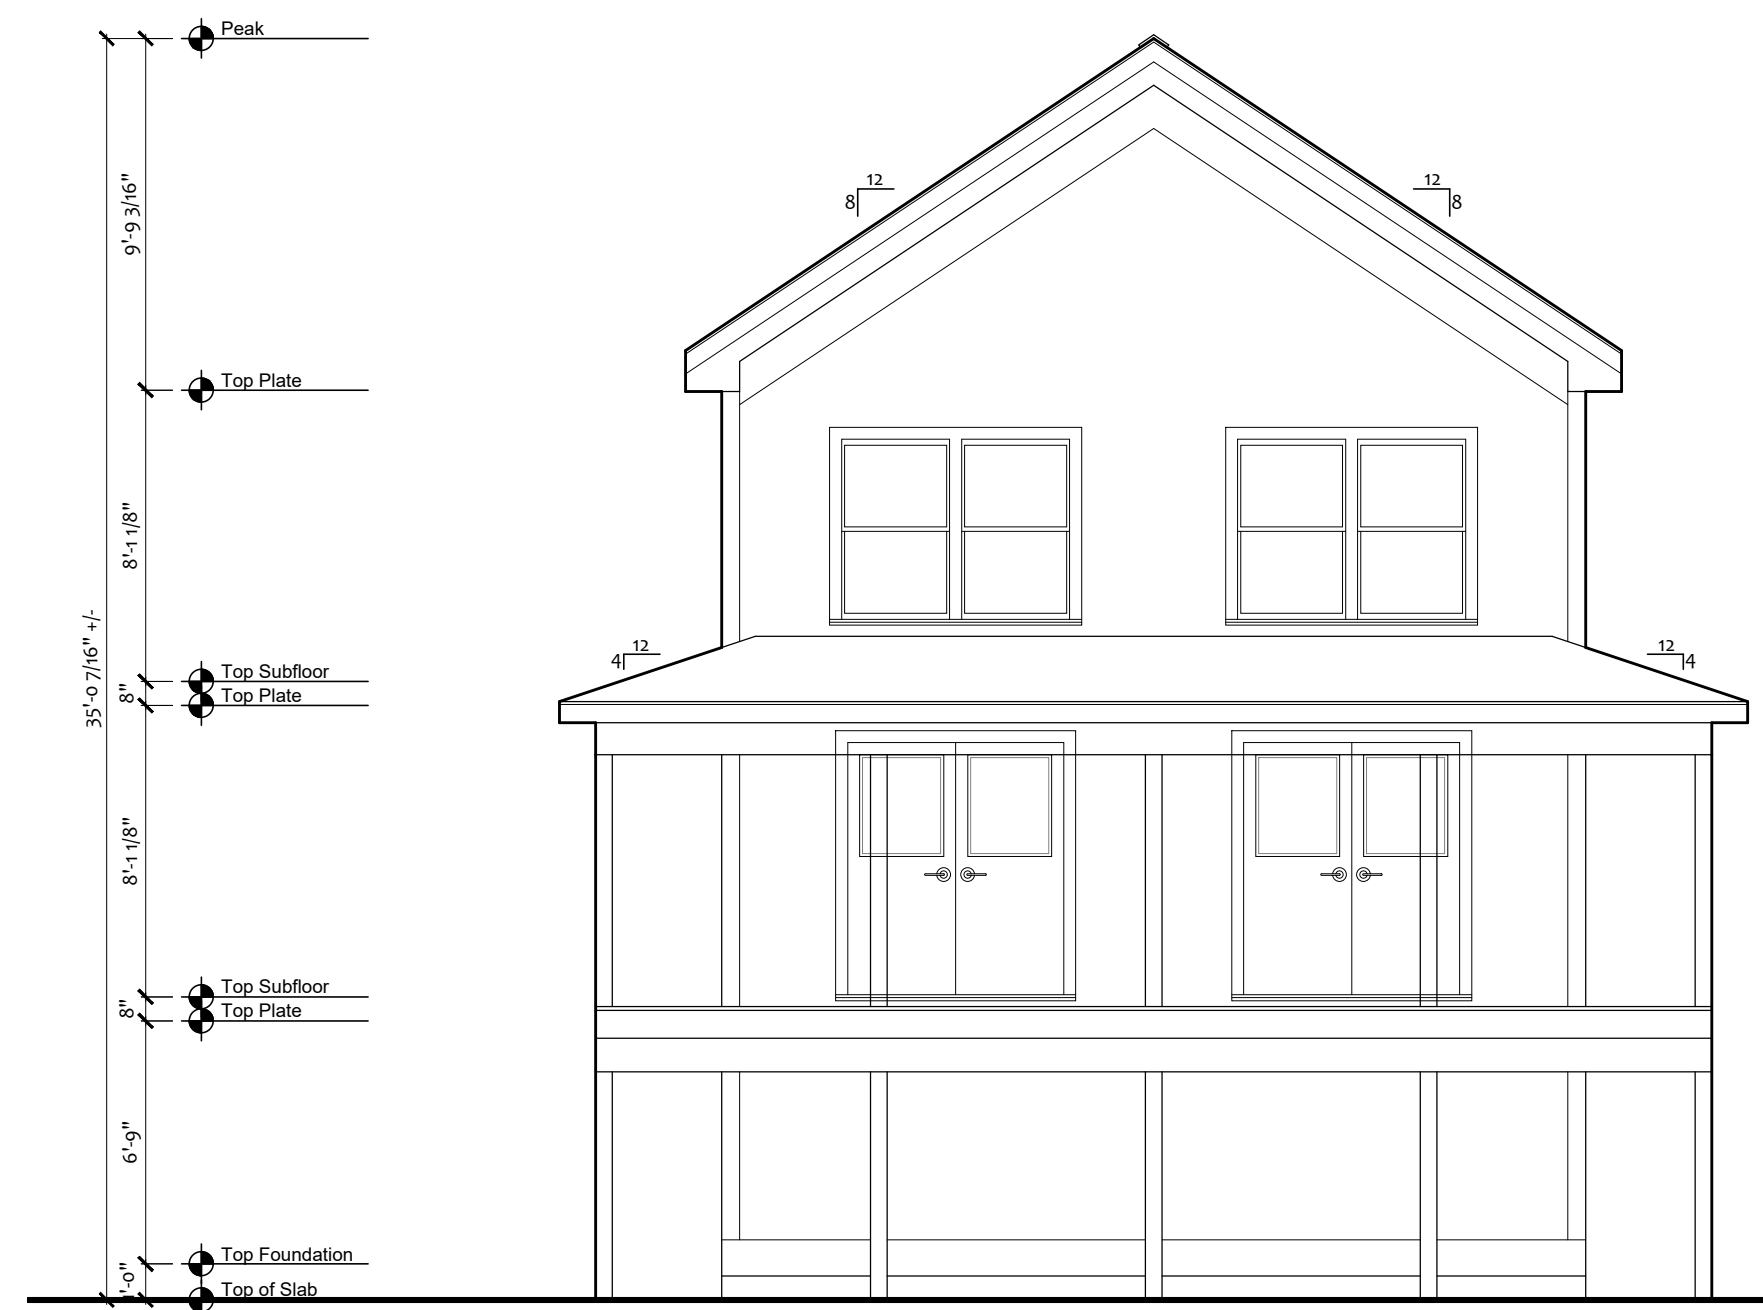 Peak
12
8
12
8
9'-9 3/16"
Top Plate
8'-1 1/8"
35'-0 7/16" +/-
12
4
12
4
Top Subfloor
8"
Top Plate
8'-1 1/8"
Top Subfloor
8"
Top Plate
6'-9"
Top Foundation
1'-0"
Top of Slab